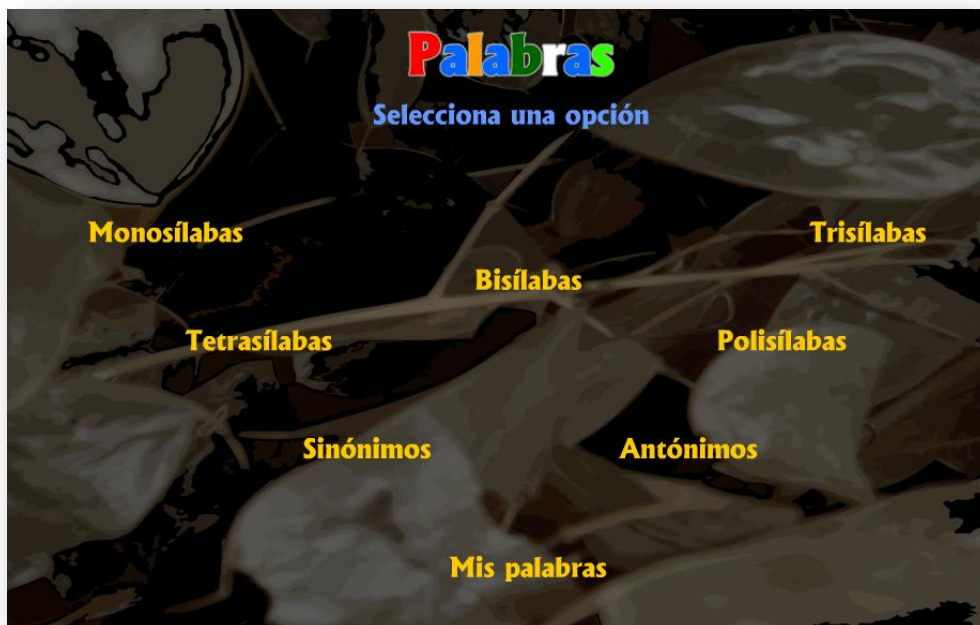 Palabras
Selecciona una opción
Monosílabas
Trisílabas
Bisílabas
Tetrasílabas
Polisílabas
Sinónimos
Antónimos
Mis palabras